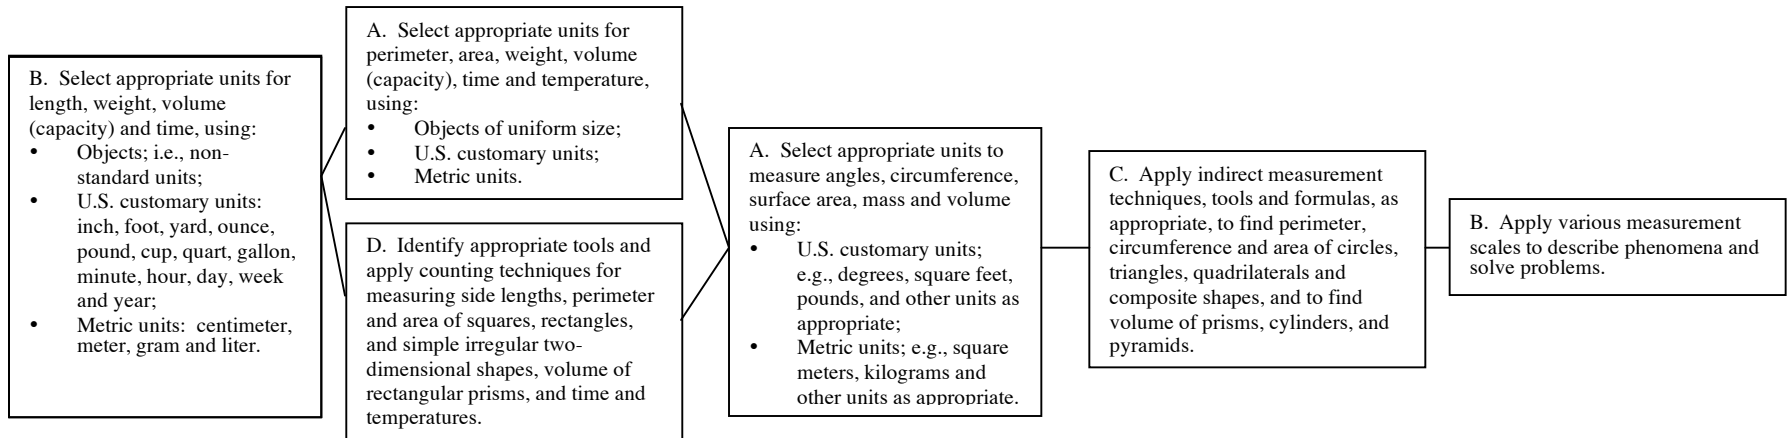 B. Select appropriate units for
length, weight, volume
(capacity) and time, using:
• Objects; i.e., non-
standard units;
• U.S. customary units:
inch, foot, yard, ounce,
pound, cup, quart, gallon,
minute, hour, day, week
and year;
• Metric units: centimeter,
meter, gram and liter.
A. Select appropriate units for
perimeter, area, weight, volume
(capacity), time and temperature,
using:
• Objects of uniform size;
• U.S. customary units;
• Metric units.
D. Identify appropriate tools and
apply counting techniques for
measuring side lengths, perimeter
and area of squares, rectangles,
and simple irregular two-
dimensional shapes, volume of
rectangular prisms, and time and
temperatures.
A. Select appropriate units to
measure angles, circumference,
surface area, mass and volume
using:
• U.S. customary units;
e.g., degrees, square feet,
pounds, and other units as
appropriate;
• Metric units; e.g., square
meters, kilograms and
other units as appropriate.
C. Apply indirect measurement
techniques, tools and formulas, as
appropriate, to find perimeter,
circumference and area of circles,
triangles, quadrilaterals and
composite shapes, and to find
volume of prisms, cylinders, and
pyramids.
B. Apply various measurement
scales to describe phenomena and
solve problems.